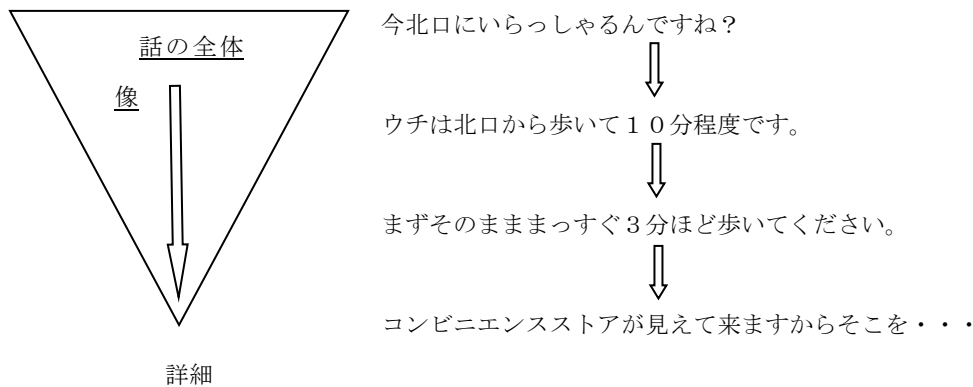 今北口にいらっしゃるんですね？
話の全体
像
ウチは北口から歩いて１０分程度です。
まずそのまままっすぐ３分ほど歩いてください。
コンビニエンスストアが見えて来ますからそこを・・・
詳細